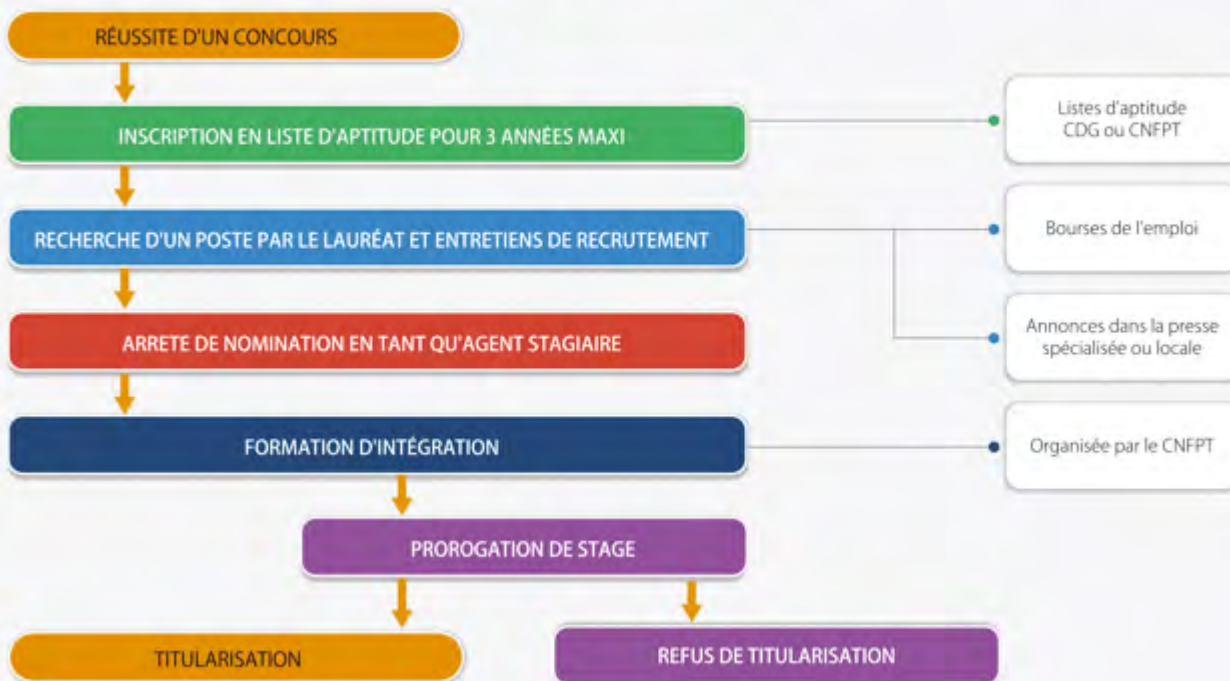 RÉUSSITE D'UN CONCOURS
INSCRIPTION EN LISTE D'APTITUDE POUR 3 ANNÉES MAXI
Listes d'aptitude
CDG ou CNFPT
RECHERCHE D'UN POSTE PAR LE LAURÉAT ET ENTRETIENS DE RECRUTEMENT
Bourses de l'emploi
Annonces dans la presse
spécialisée ou locale
ARRETE DE NOMINATION EN TANT QU'AGENT STAGIAIRE
FORMATION D'INTÉGRATION
Organisée par le CNFPT
PROROGATION DE STAGE
TITULARISATION
REFUS DE TITULARISATION